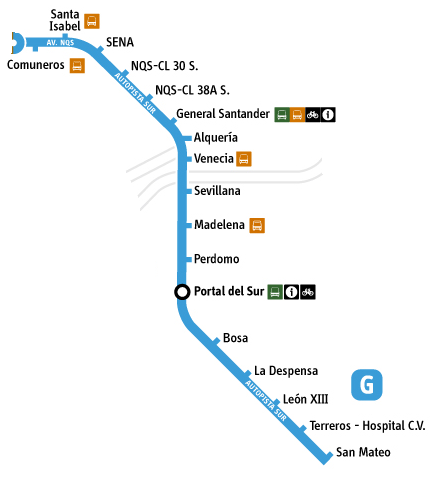 Santa
Isabel
AV. NQS
SENA
Comuneros
NQS-CL 30 S.
AUTOPISTA SUR
NQS-CL 38A S.
General Santander
Alquería
Venecia
Sevillana
Madelena
Perdomo
Portal del Sur
Bosa
La Despensa
G
AUTOPISTA SUR
León XIII
Terreros - Hospital C.V.
San Mateo